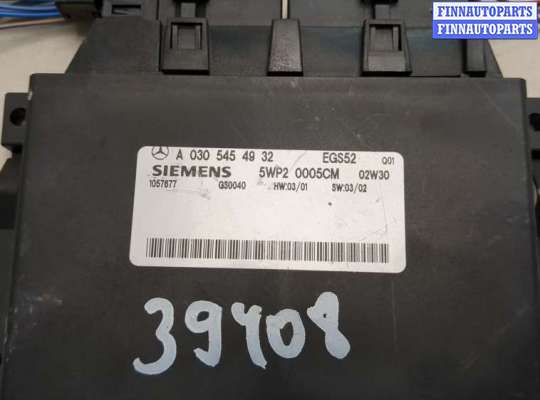 FINNAUTOPARTS
FINNAUTOPARTS
A 030 545 49 32 EGS52 Q01
SIEMENS 5WP2 0005CM 02W30
1057677 GS0040 HW:03/01 SW:03/02
39408